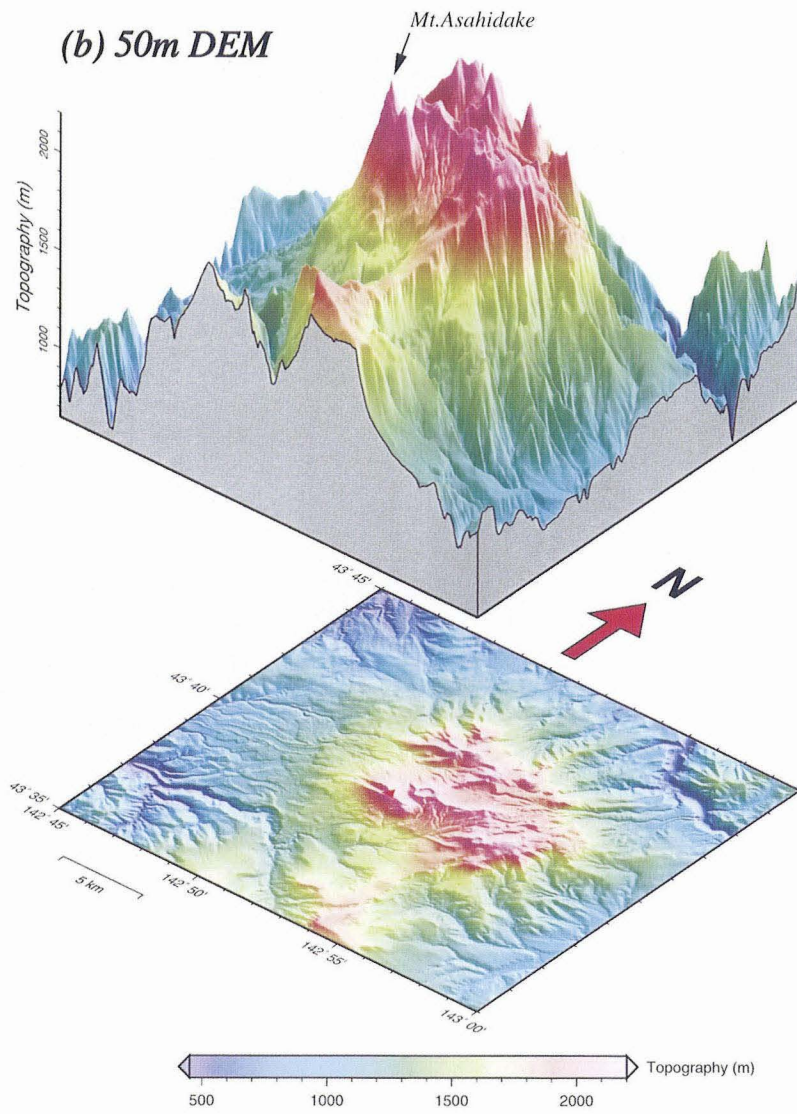 Mt.Asahidake
(b) 50m DEM
2000
1500
1000
Topography (m)
N
43° 45'
43° 40'
43° 35'
142° 45'
142° 50'
142° 55'
143° 00'
5 km
Topography (m)
500 1000 1500 2000